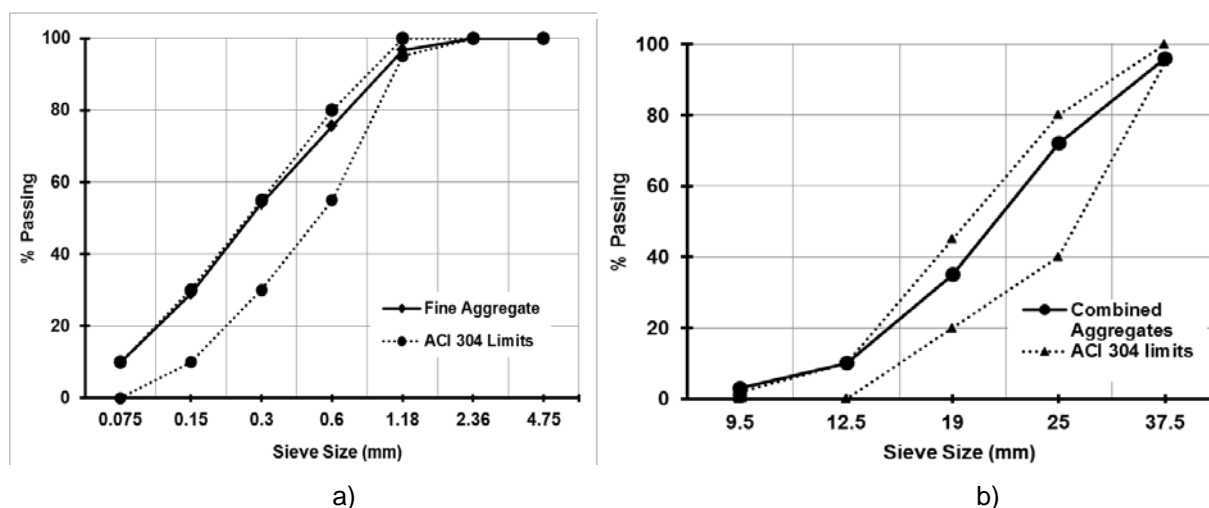 100
80
60
40
20
0
% Passing
Fine Aggregate
ACI 304 Limits
0.075 0.15 0.3 0.6 1.18 2.36 4.75
Sieve Size (mm)
a)
100
80
60
40
20
0
% Passing
Combined
Aggregates
ACI 304 limits
9.5 12.5 19 25 37.5
Sieve Size (mm)
b)